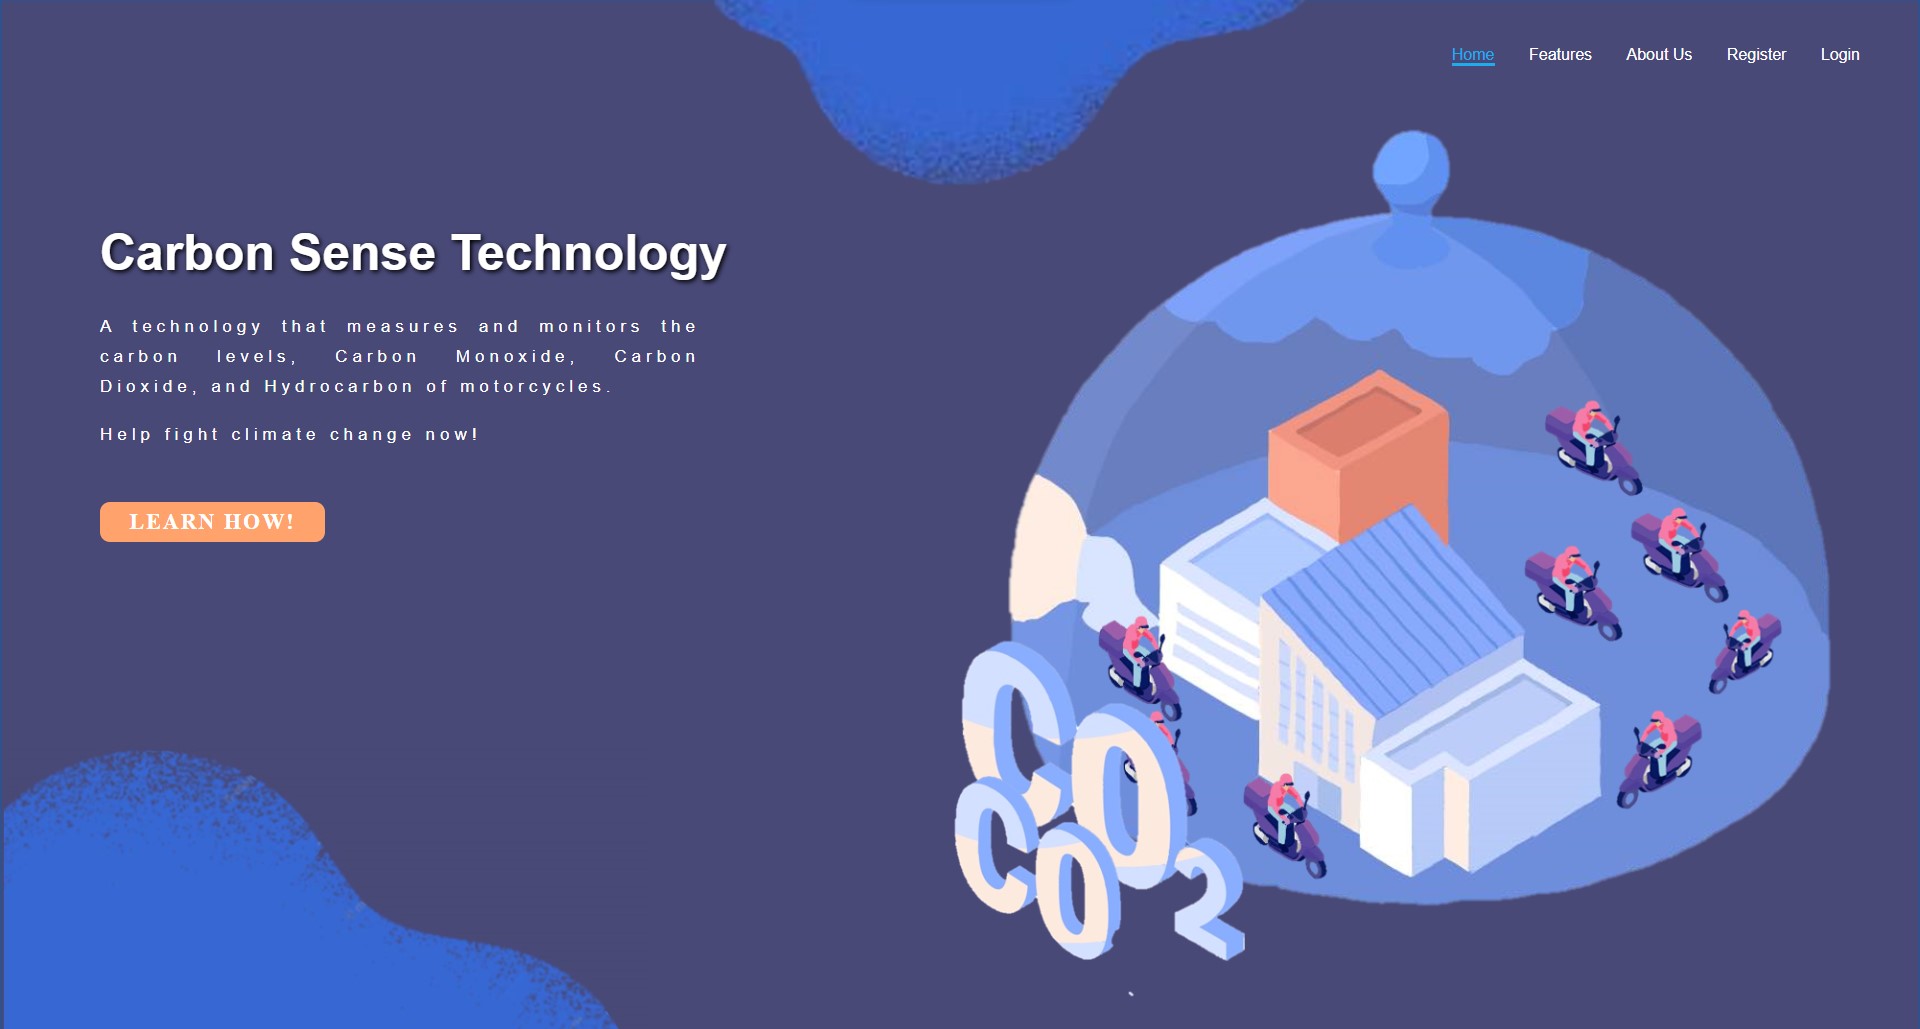 Home Features About Us Register Login
Carbon Sense Technology
A technology that measures and monitors the
carbon levels, Carbon Monoxide, Carbon
Dioxide, and Hydrocarbon of motorcycles.
Help fight climate change now!
LEARN HOW!
CO2
CO